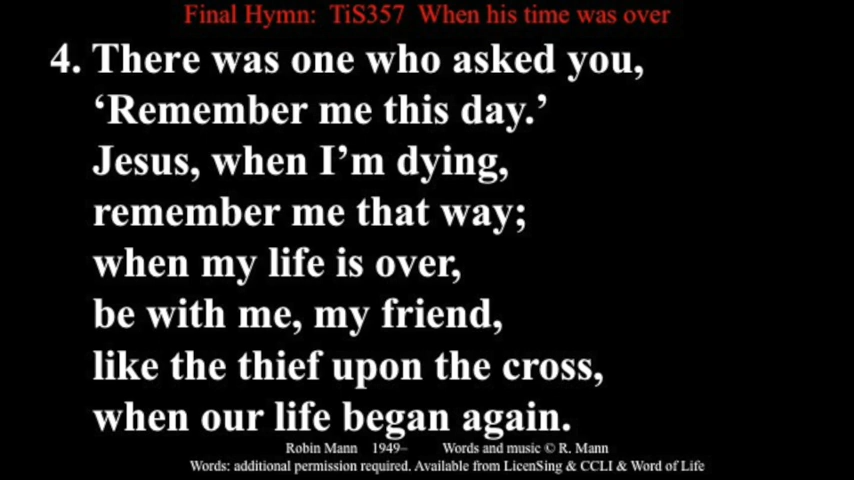 Final Hymn: TiS357 When his time was over
4. There was one who asked you,
‘Remember me this day.’
Jesus, when I’m dying,
remember me that way;
when my life is over,
be with me, my friend,
like the thief upon the cross,
when our life began again.
Robin Mann 1949– Words and music © R. Mann
Words: additional permission required. Available from LicenSing & CCLI & Word of Life